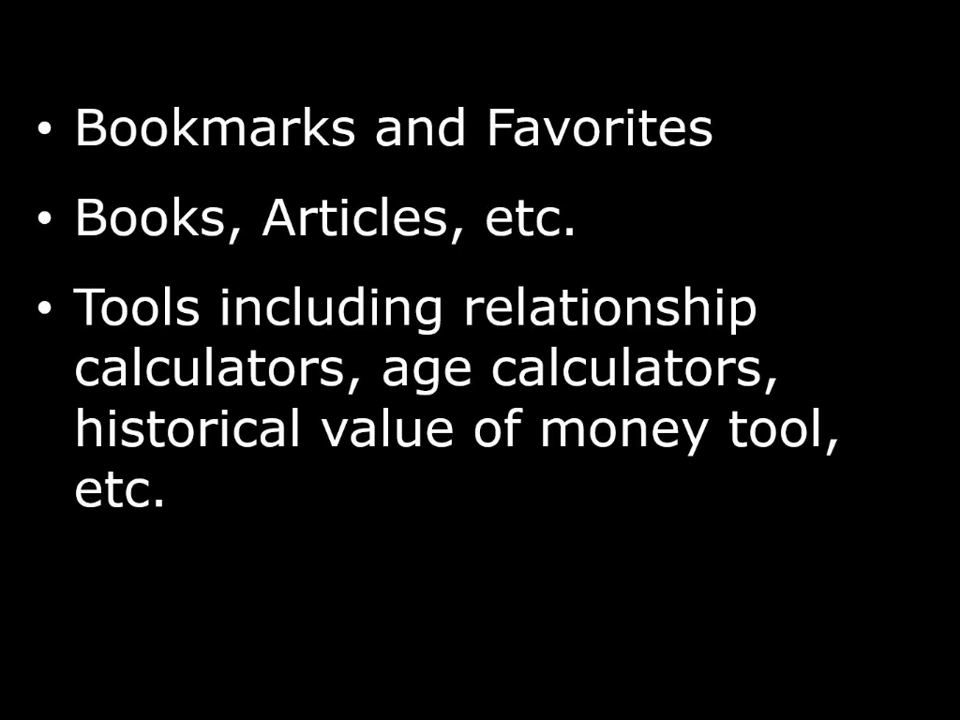 • Bookmarks and Favorites
• Books, Articles, etc.
• Tools including relationship
calculators, age calculators,
historical value of money tool,
etc.